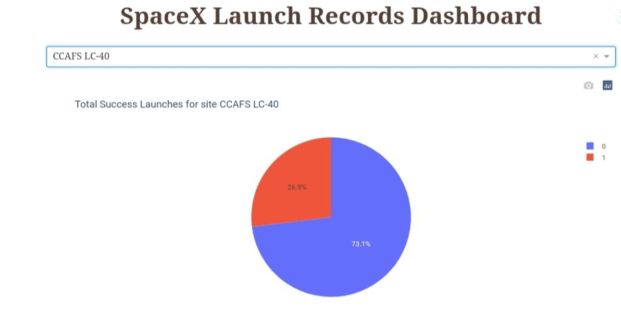 SpaceX Launch Records Dashboard
CCAFS LC-40
Total Success Launches for site CCAFS LC-40
0
1
26.9%
73.1%